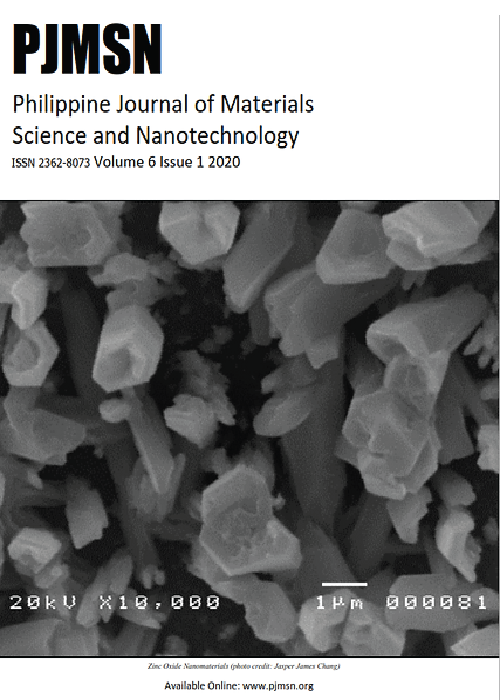 PJMSN
Philippine Journal of Materials
Science and Nanotechnology
ISSN 2362-8073 Volume 6 Issue 1 2020
20kV X10,000 1μm 000081
Zinc Oxide Nanomaterials (photo credit: Jasper James Chang)
Available Online: www.pjmsn.org